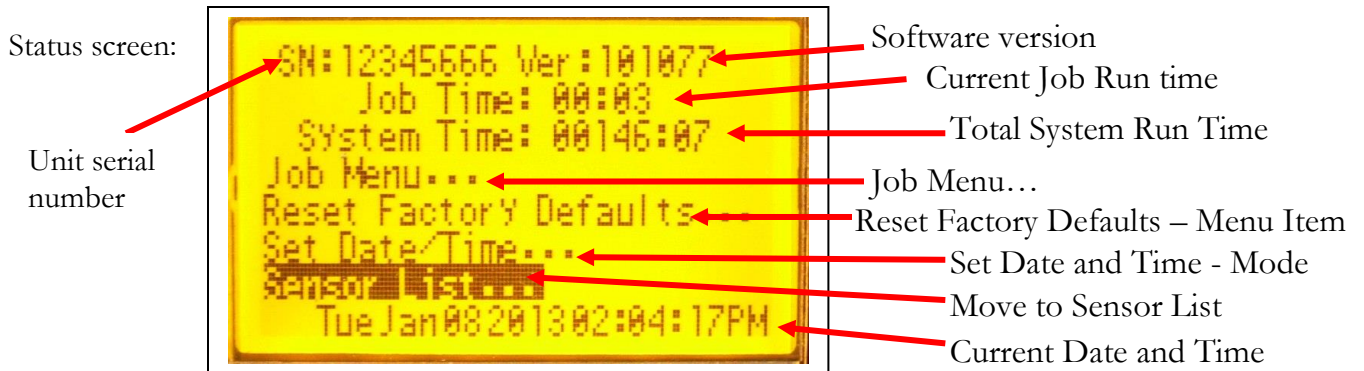 Status screen:
Unit serial
number
SN:12345666 Ver:101077
Job Time: 00:03
System Time: 00146:07
Job Menu...
Reset Factory Defaults...
Set Date/Time...
Sensor List...
TueJan08201302:04:17PM
Software version
Current Job Run time
Total System Run Time
Job Menu…
Reset Factory Defaults – Menu Item
Set Date and Time - Mode
Move to Sensor List
Current Date and Time